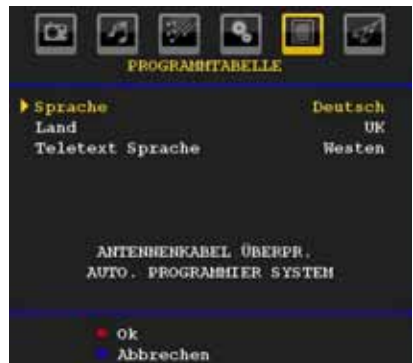 PROGRAMMTABELLE
Sprache Deutsch
Land UK
Teletext Sprache Westen
ANTENNENKABEL ÜBERPR.
AUTO. PROGRAMMIER SYSTEM
Ok
Abbrechen